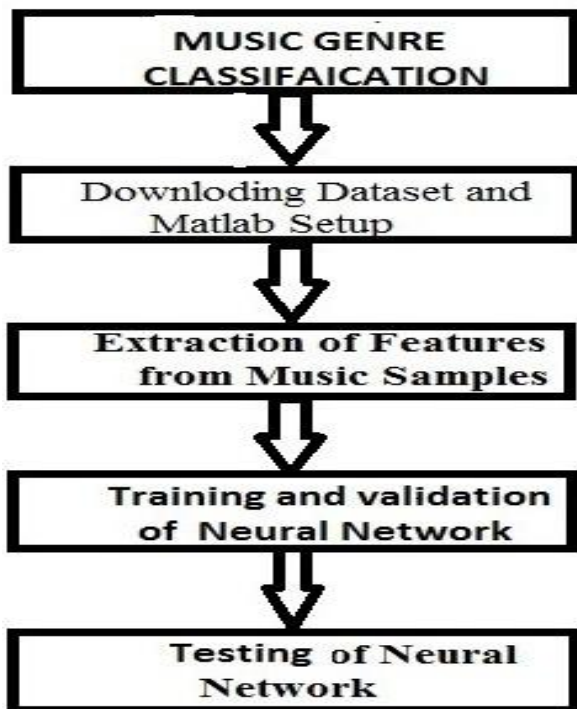 MUSIC GENRE
CLASSIFAICATION
Downloding Dataset and
Matlab Setup
Extraction of Features
from Music Samples
Training and validation
of Neural Network
Testing of Neural
Network